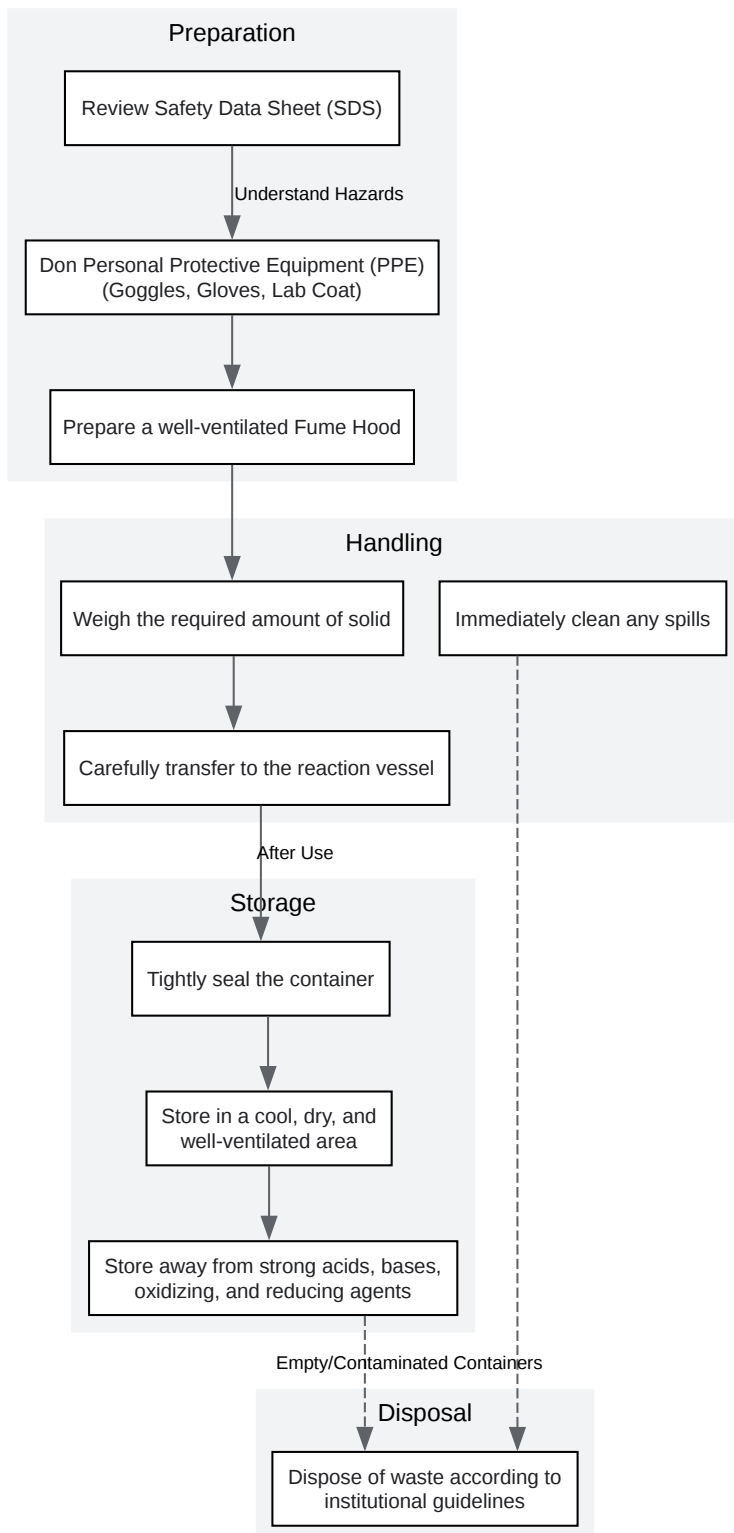 Preparation
Review Safety Data Sheet (SDS)
Understand Hazards
Don Personal Protective Equipment (PPE)
(Goggles, Gloves, Lab Coat)
Prepare a well-ventilated Fume Hood
Handling
Weigh the required amount of solid
Immediately clean any spills
Carefully transfer to the reaction vessel
After Use
Storage
Tightly seal the container
Store in a cool, dry, and
well-ventilated area
Store away from strong acids, bases,
oxidizing, and reducing agents
Empty/Contaminated Containers
Disposal
Dispose of waste according to
institutional guidelines